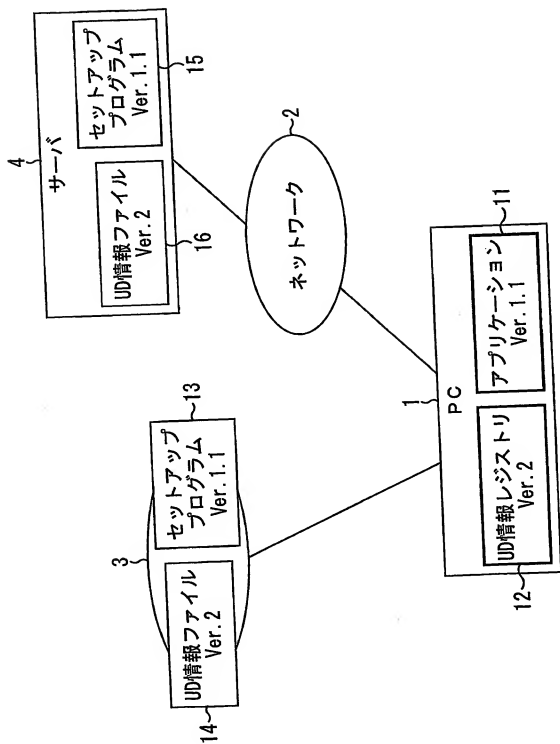 4
サーバ
UD情報ファイル
Ver.2
16
セットアップ
プログラム
Ver.1.1
15
2
ネットワーク
3
UD情報ファイル
Ver.2
14
セットアップ
プログラム
Ver.1.1
13
1
PC
UD情報レジストリ
Ver.2
12
アプリケーション
Ver.1.1
11